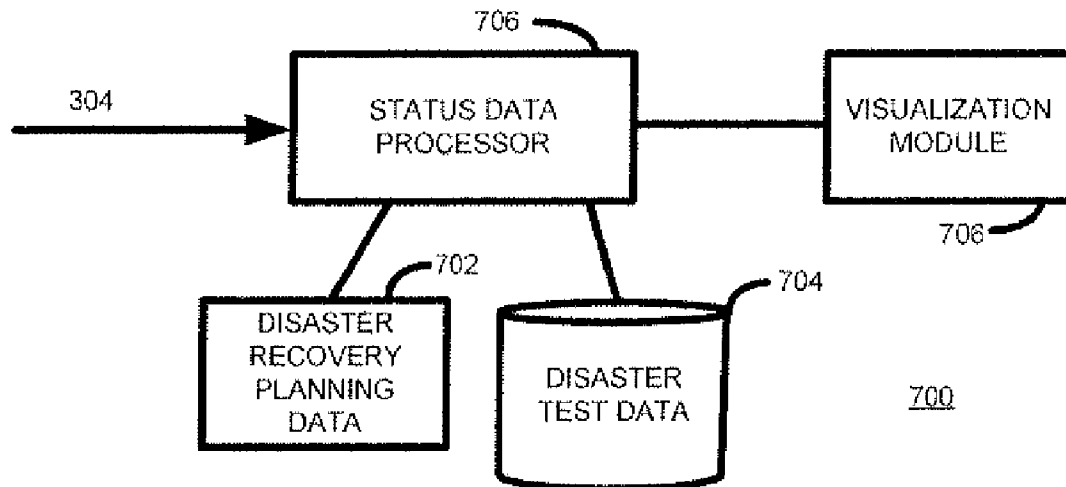 706
304
STATUS DATA
PROCESSOR
VISUALIZATION
MODULE
706
702
704
DISASTER
RECOVERY
PLANNING
DATA
DISASTER
TEST DATA
700